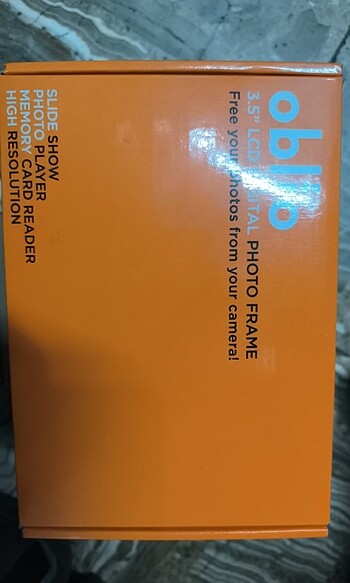 3.5" LCD DIGITAL PHOTO FRAME
Free your photos from your camera!
SLIDE SHOW
PHOTO PLAYER
MEMORY CARD READER
HIGH RESOLUTION